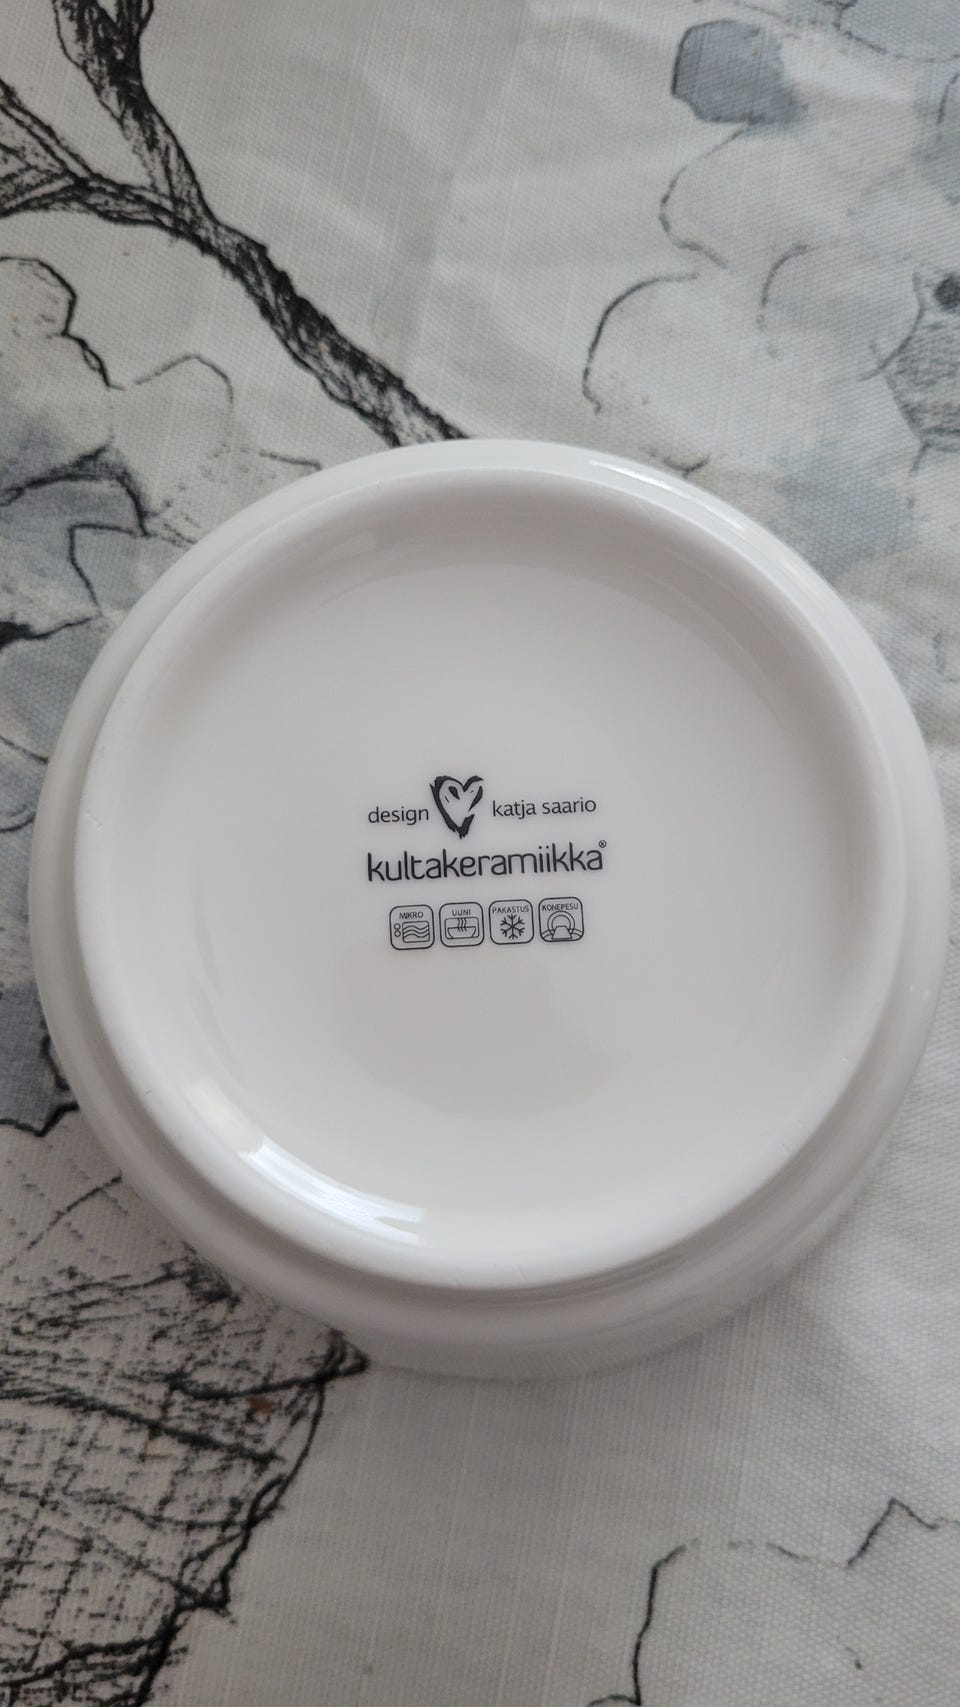 design katja saario
kultakeramiikka®
MIKRO UUNI PAKASTUS KONEPESU